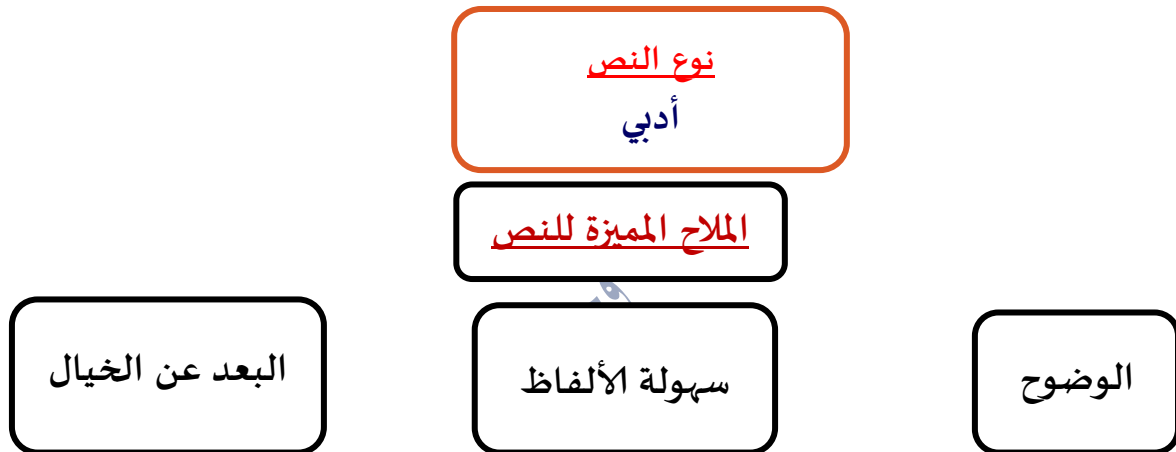 نوع النص
أدبي
الملاح المميزة للنص
الوضوح
سهولة الألفاظ
البعد عن الخيال